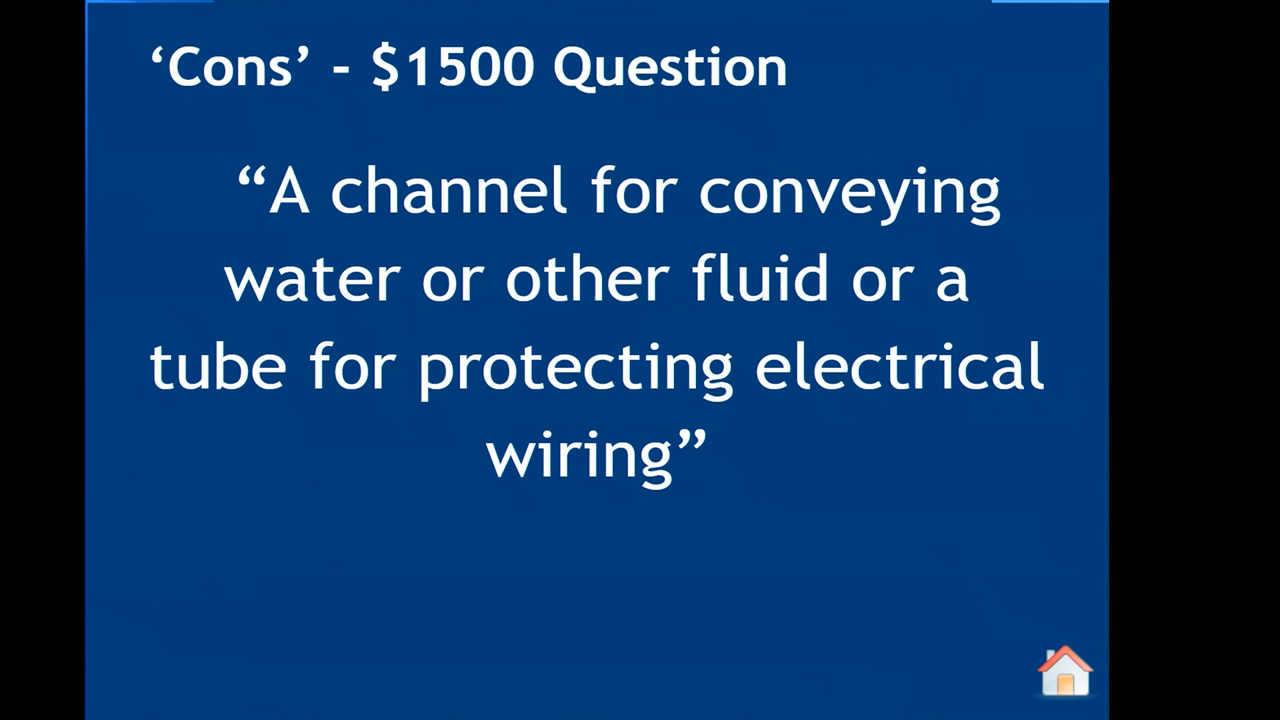 ‘Cons’ - $1500 Question
“A channel for conveying
water or other fluid or a
tube for protecting electrical
wiring”